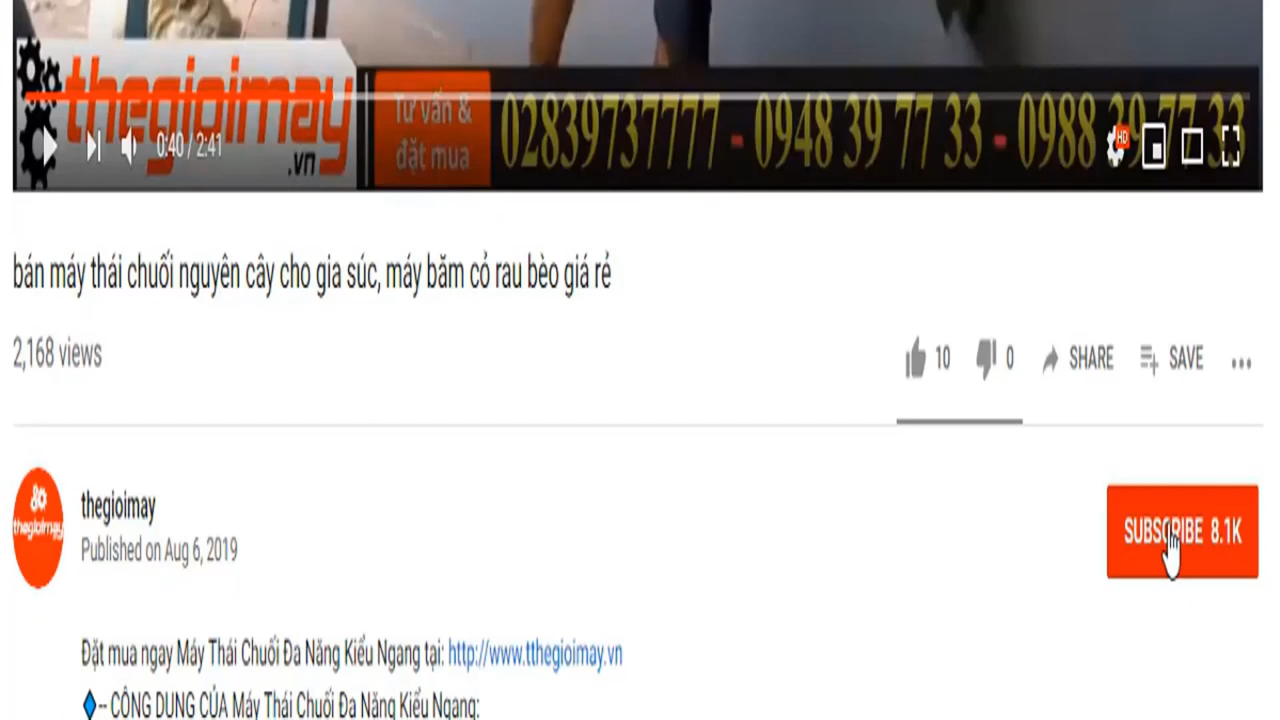 thegioimay
.vn
Tư vấn &
đặt mua
02839737777 - 0948 39 77 33 - 0988 39 77 33
0:40 / 2:41
HD
bán máy thái chuối nguyên cây cho gia súc, máy băm cỏ rau bèo giá rẻ
2,168 views
10
0
SHARE
SAVE
thegioimay
thegioimay
SUBSCRIBE 8.1K
Published on Aug 6, 2019
Đặt mua ngay Máy Thái Chuối Đa Năng Kiểu Ngang tại: http://www.tthegioimay.vn
-- CÔNG DỤNG CỦA Máy Thái Chuối Đa Năng Kiểu Ngang: